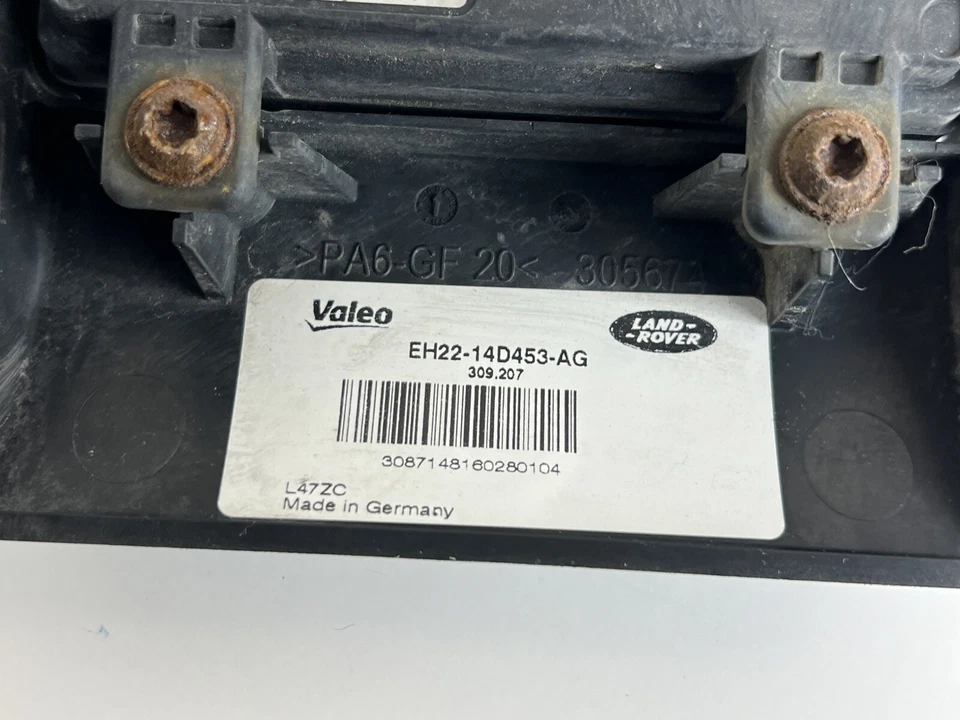 >PA6-GF 20< 305674
Valeo
LAND-
-ROVER
EH22-14D453-AG
309.207
3087148160280104
L47ZC
Made in Germany